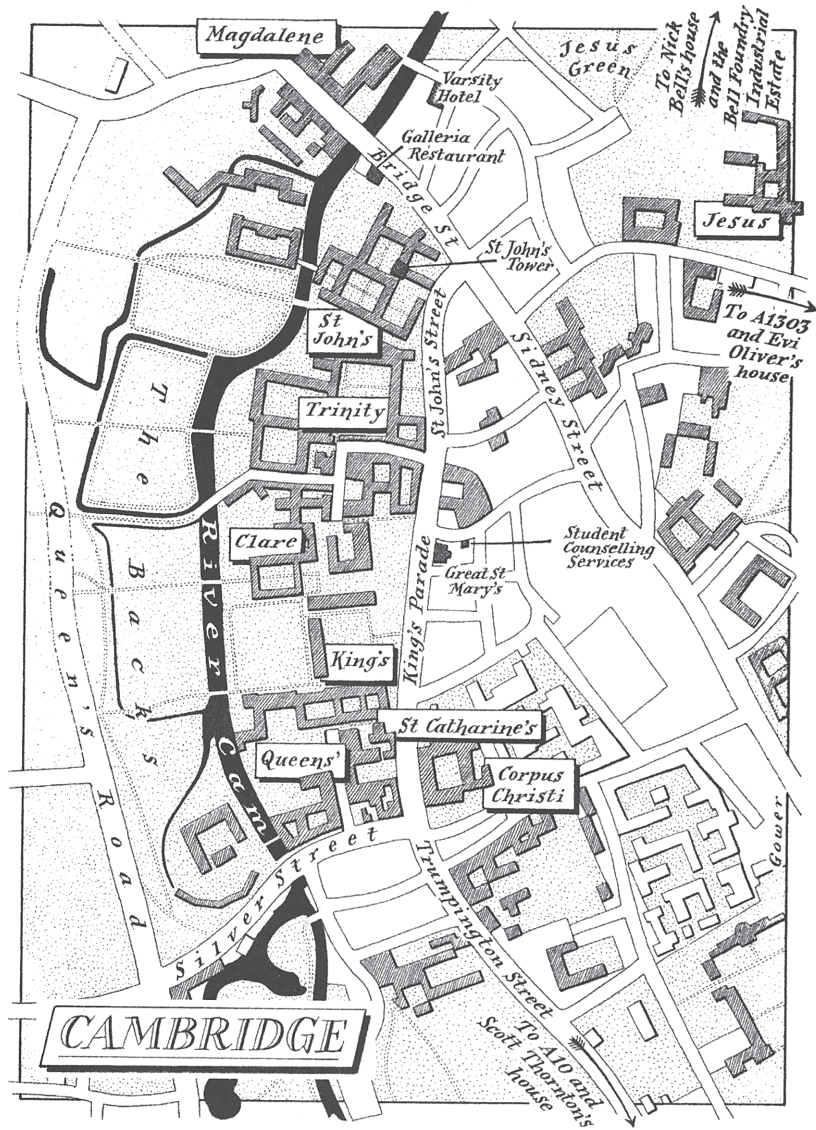 Magdalene
Jesus
Green
To Nick
Bell's house
and the
Bell Foundry
Industrial
Estate
Varsity
Hotel
Galleria
Restaurant
Bridge St
Jesus
St John's
Tower
To A1303
and Evi
Oliver's
house
St
John's
St John's Street
Sidney Street
Trinity
The
Backs
Queen's Road
River Cam
Clare
King's Parade
Student
Counselling
Services
Great St
Mary's
King's
St Catharine's
Queens'
Corpus
Christi
Gower
Silver Street
Trumpington Street
CAMBRIDGE
To A10 and
Scott Thornton's
house